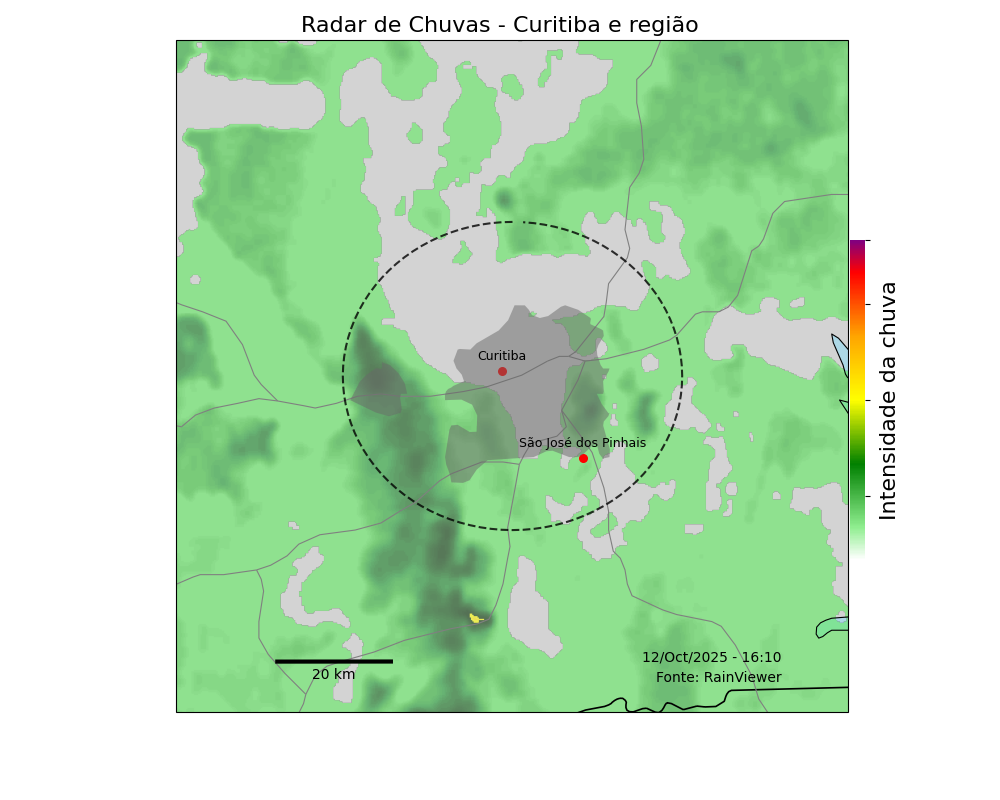 Radar de Chuvas - Curitiba e região
Curitiba
São José dos Pinhais
Intensidade da chuva
12/Oct/2025 - 16:10
Fonte: RainViewer
20 km